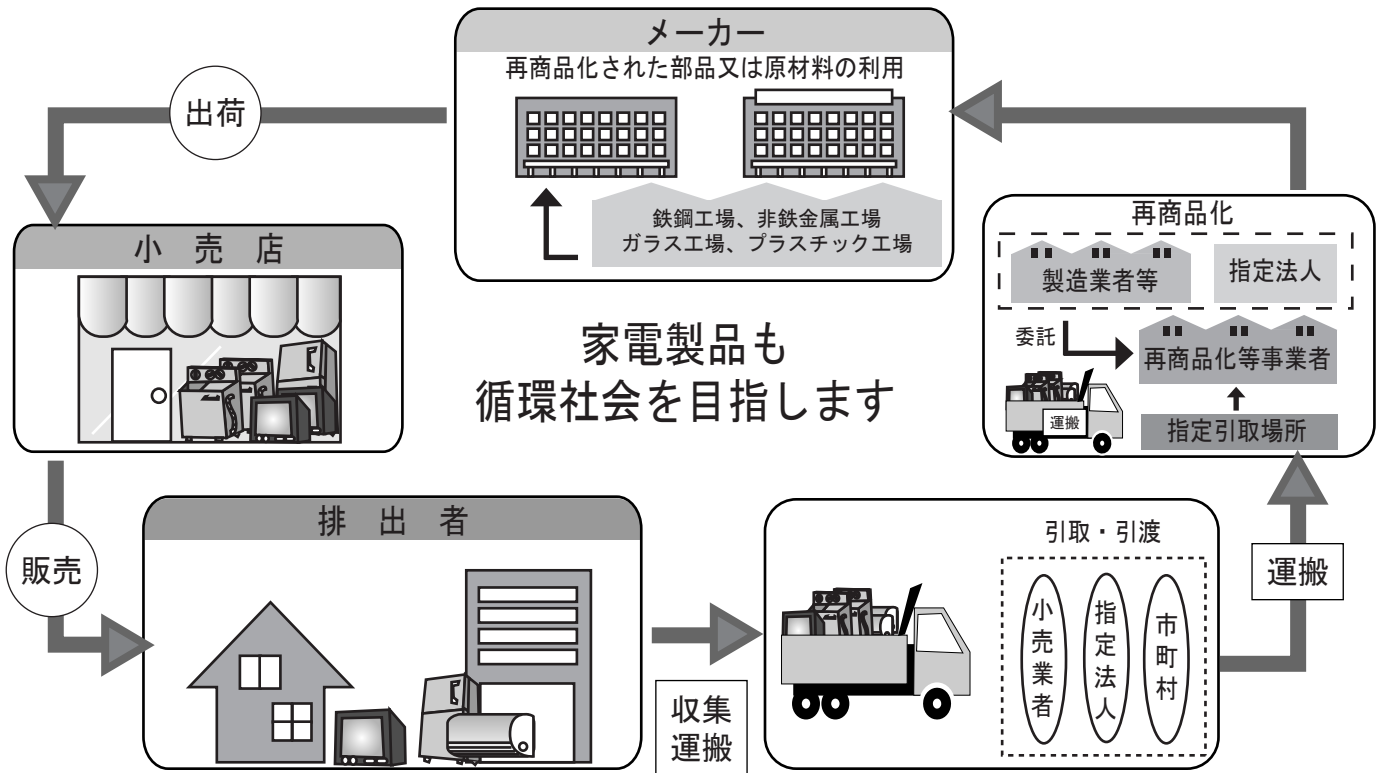 メーカー
再商品化された部品又は原材料の利用
鉄鋼工場、非鉄金属工場
ガラス工場、プラスチック工場
出荷
小売店
家電製品も
循環社会を目指します
再商品化
製造業者等
指定法人
委託
再商品化等事業者
運搬
指定引取場所
販売
排出者
収集
運搬
引取・引渡
小売業者
指定法人
市町村
運搬